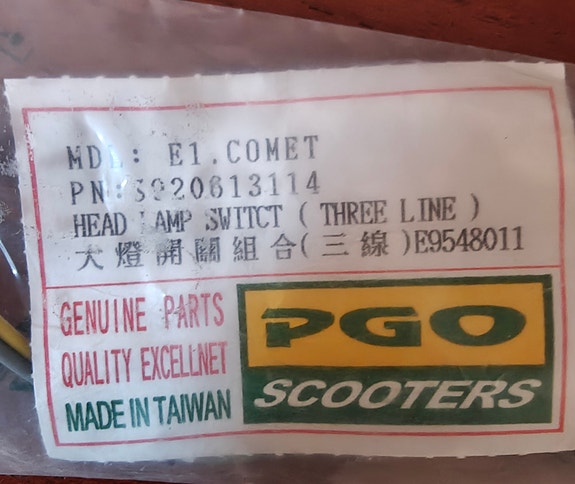 MDL: E1.COMET
PN:S920613114
HEAD LAMP SWITCT ( THREE LINE )
大燈開關組合(三線)E9548011
GENUINE PARTS
QUALITY EXCELLNET
MADE IN TAIWAN
PGO
SCOOTERS